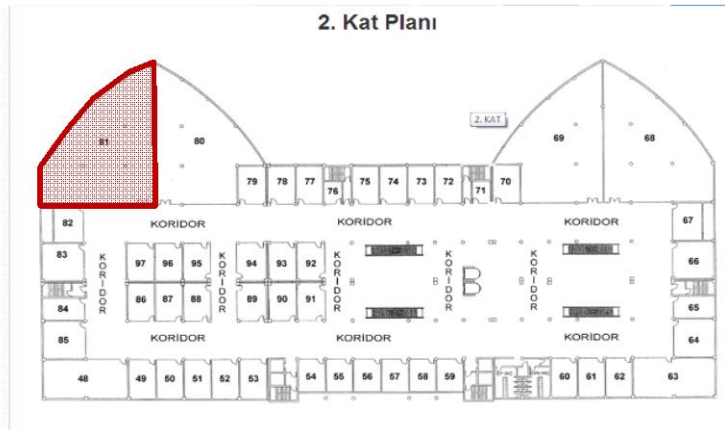 2. Kat Planı
2. KAT
81 80 69 68
79 78 77 76 75 74 73 72 71 70
82 KORİDOR KORİDOR KORİDOR 67
83 97 96 95 94 93 92 66
KORİDOR KORİDOR KORİDOR KORİDOR KORİDOR
84 86 87 88 89 90 91 65
85 KORİDOR KORİDOR KORİDOR 64
48 49 50 51 52 53 54 55 56 57 58 59 60 61 62 63